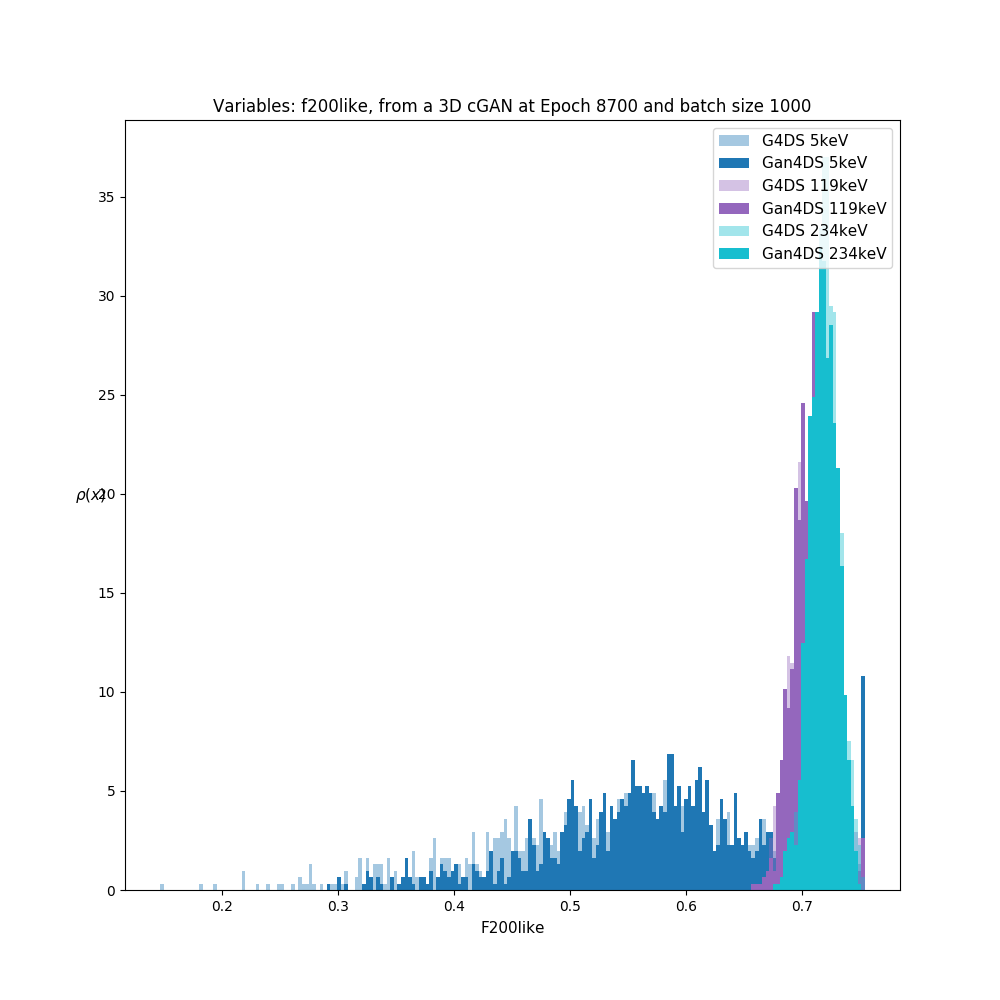 Variables: f200like, from a 3D cGAN at Epoch 8700 and batch size 1000
G4DS 5keV
Gan4DS 5keV
G4DS 119keV
Gan4DS 119keV
G4DS 234keV
Gan4DS 234keV
35
30
25
20
ρ(x)
15
10
5
0
0.2 0.3 0.4 0.5 0.6 0.7
F200like